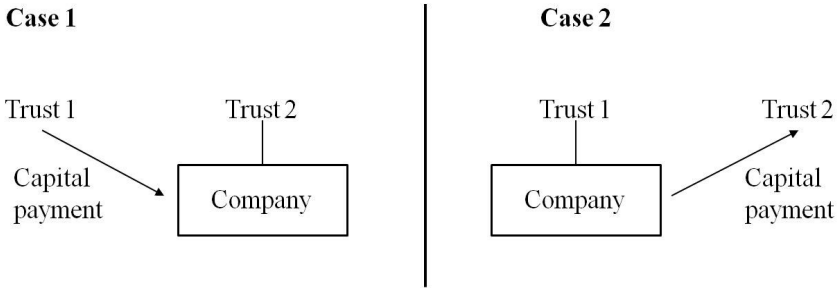 Case 1
Trust 1
Trust 2
Capital
payment
Company
Case 2
Trust 1
Trust 2
Company
Capital
payment